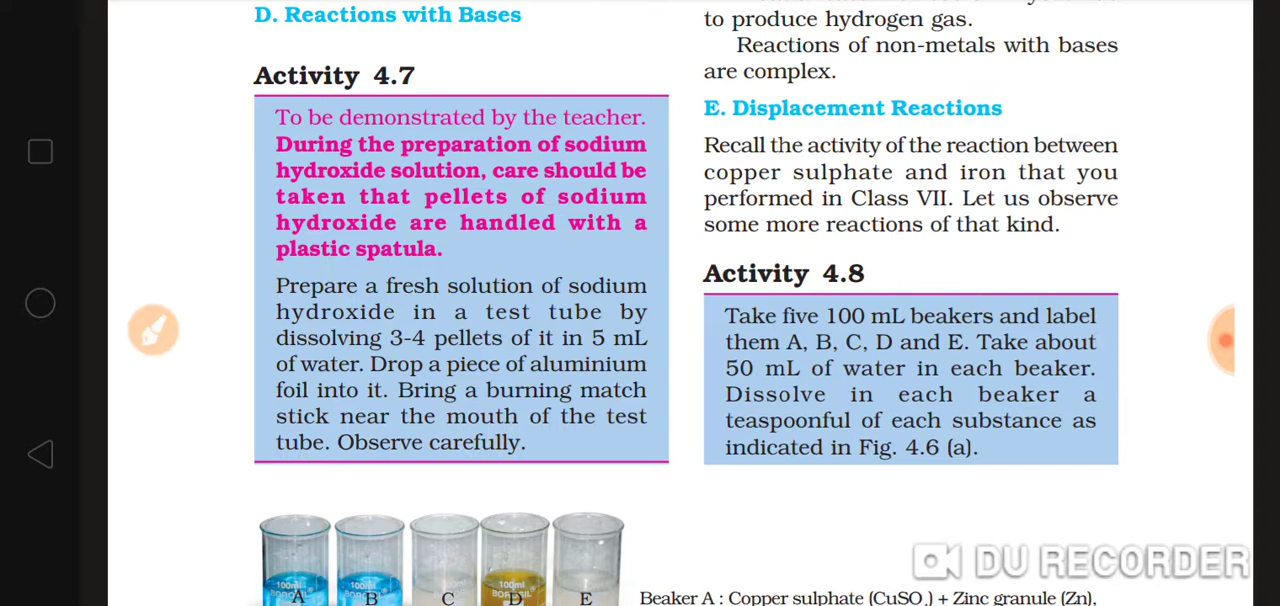 D. Reactions with Bases
Activity 4.7
To be demonstrated by the teacher.
During the preparation of sodium
hydroxide solution, care should be
taken that pellets of sodium
hydroxide are handled with a
plastic spatula.
Prepare a fresh solution of sodium
hydroxide in a test tube by
dissolving 3-4 pellets of it in 5 mL
of water. Drop a piece of aluminium
foil into it. Bring a burning match
stick near the mouth of the test
tube. Observe carefully.
to produce hydrogen gas.
Reactions of non-metals with bases
are complex.
E. Displacement Reactions
Recall the activity of the reaction between
copper sulphate and iron that you
performed in Class VII. Let us observe
some more reactions of that kind.
Activity 4.8
Take five 100 mL beakers and label
them A, B, C, D and E. Take about
50 mL of water in each beaker.
Dissolve in each beaker a
teaspoonful of each substance as
indicated in Fig. 4.6 (a).
100ml 100ml 100ml
BOROSIL
A B C D E
Beaker A : Copper sulphate (CuSO4) + Zinc granule (Zn),
DU RECORDER